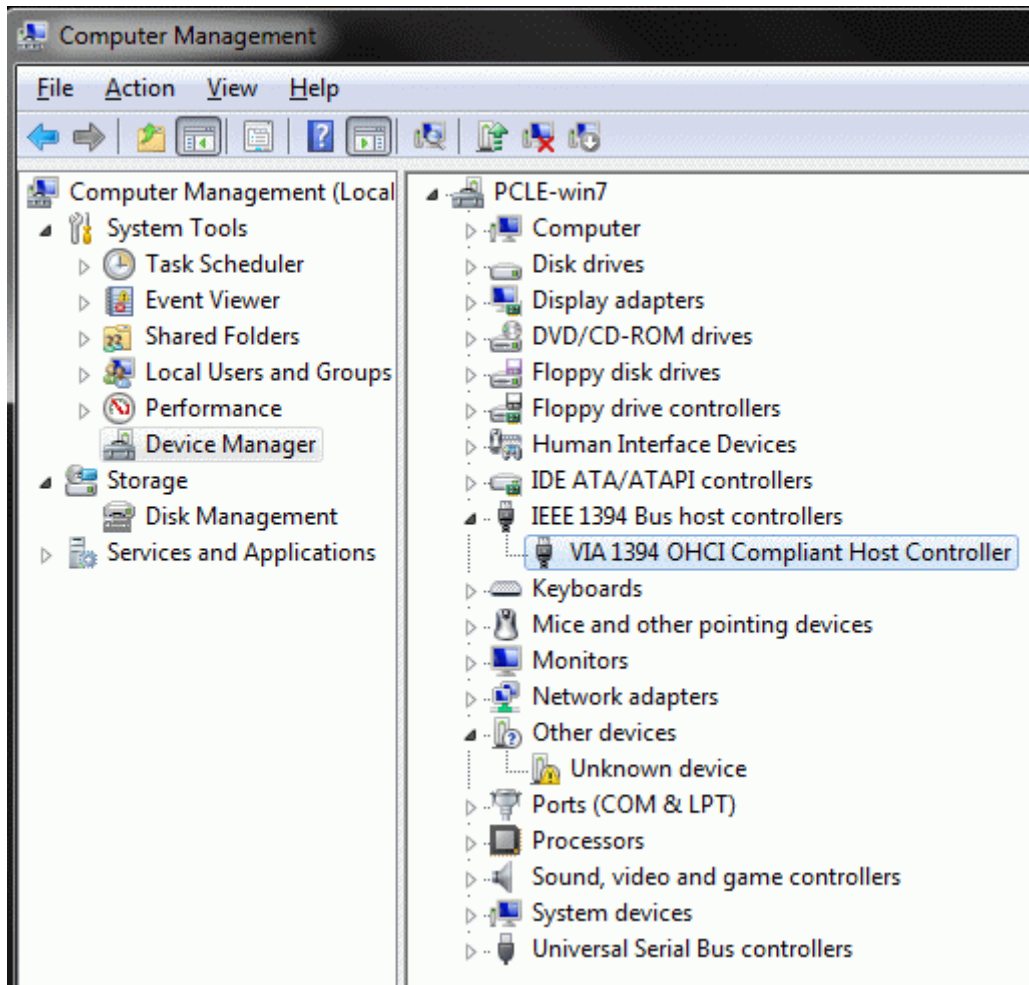 Computer Management
File Action View Help
Computer Management (Local
System Tools
Task Scheduler
Event Viewer
Shared Folders
Local Users and Groups
Performance
Device Manager
Storage
Disk Management
Services and Applications
PCLE-win7
Computer
Disk drives
Display adapters
DVD/CD-ROM drives
Floppy disk drives
Floppy drive controllers
Human Interface Devices
IDE ATA/ATAPI controllers
IEEE 1394 Bus host controllers
VIA 1394 OHCI Compliant Host Controller
Keyboards
Mice and other pointing devices
Monitors
Network adapters
Other devices
Unknown device
Ports (COM & LPT)
Processors
Sound, video and game controllers
System devices
Universal Serial Bus controllers